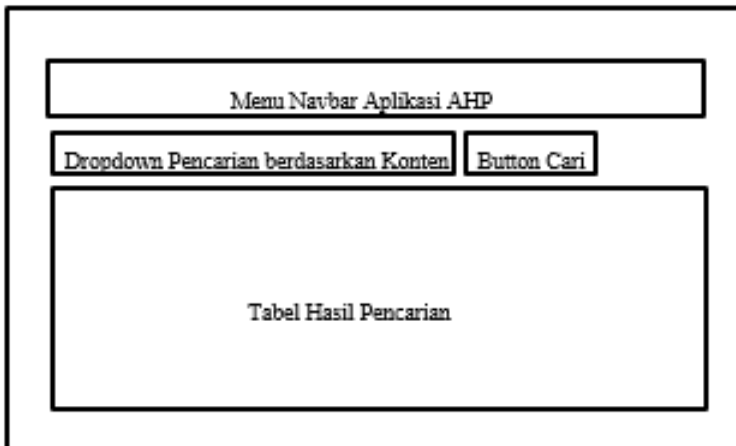 Menu Navbar Aplikasi AHP
Dropdown Pencarian berdasarkan Konten
Button Cari
Tabel Hasil Pencarian